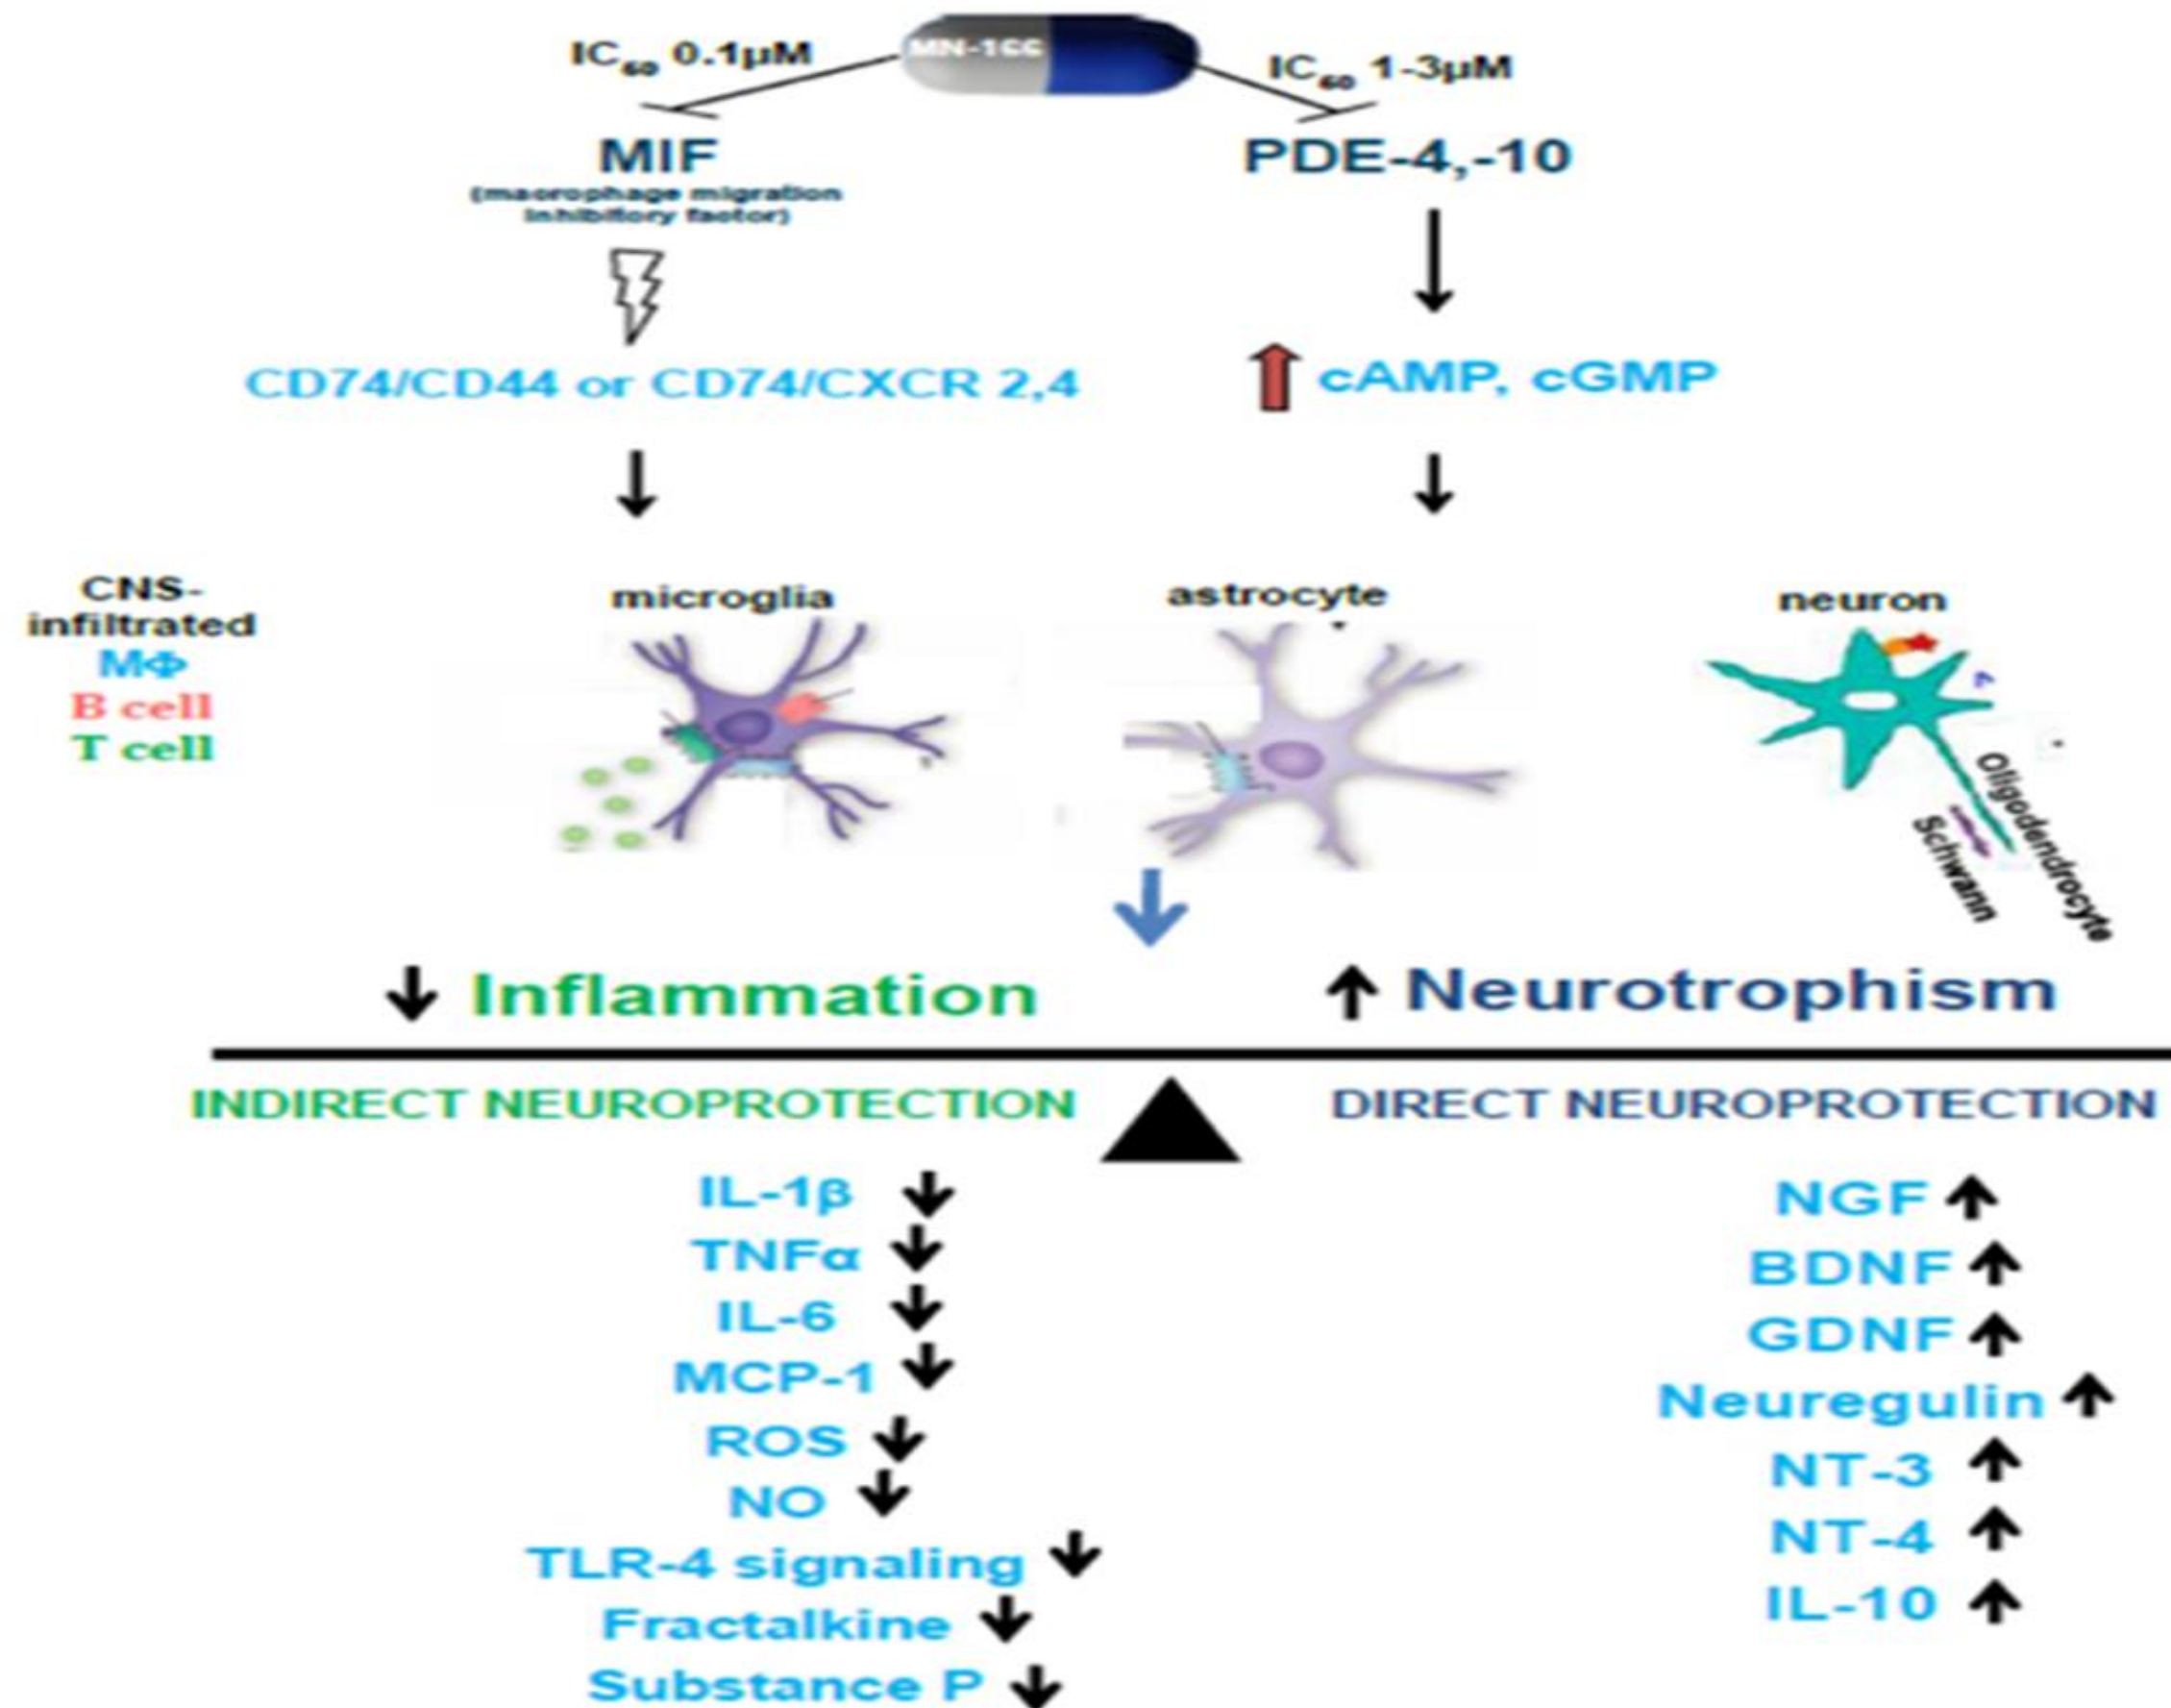 MN-166
IC60 0.1μM
IC60 1-3μM
MIF
(macrophage migration
inhibitory factor)
PDE-4,-10
CD74/CD44 or CD74/CXCR 2,4
cAMP, cGMP
CNS-
infiltrated
MΦ
B cell
T cell
microglia
astrocyte
neuron
Oligodendrocyte
Schwann
↓ Inflammation
↑ Neurotrophism
INDIRECT NEUROPROTECTION
DIRECT NEUROPROTECTION
IL-1β ↓
TNFα ↓
IL-6 ↓
MCP-1 ↓
ROS ↓
NO ↓
TLR-4 signaling ↓
Fractalkine ↓
Substance P ↓
NGF ↑
BDNF ↑
GDNF ↑
Neuregulin ↑
NT-3 ↑
NT-4 ↑
IL-10 ↑